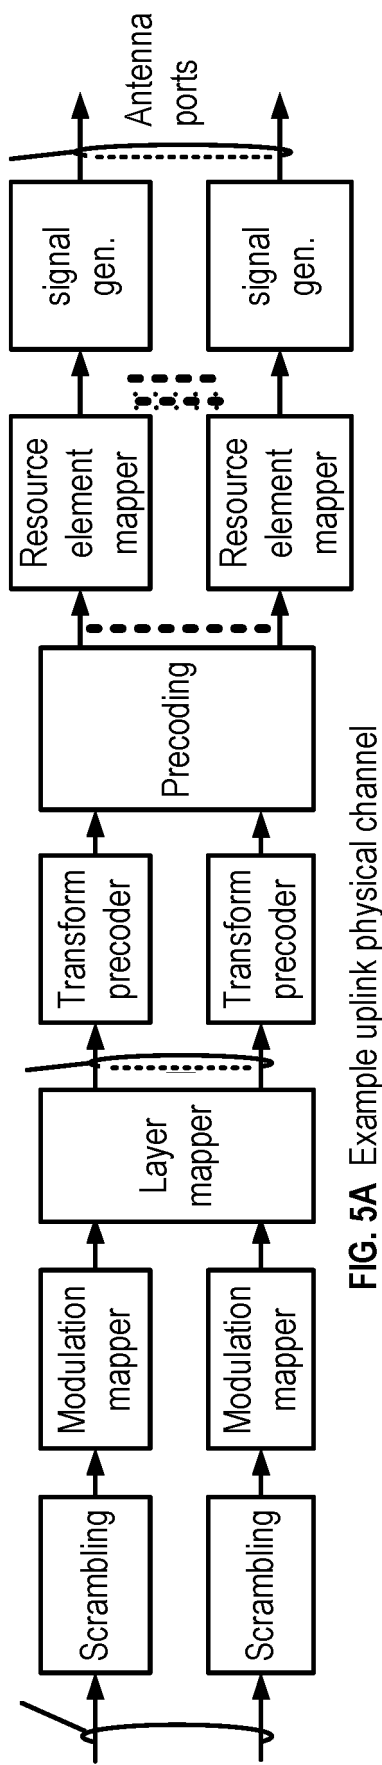 Scrambling
Modulation
mapper
Layer
mapper
Transform
precoder
Precoding
Resource
element
mapper
signal
gen.
Antenna
ports
Scrambling
Modulation
mapper
Transform
precoder
Resource
element
mapper
signal
gen.
FIG. 5A Example uplink physical channel